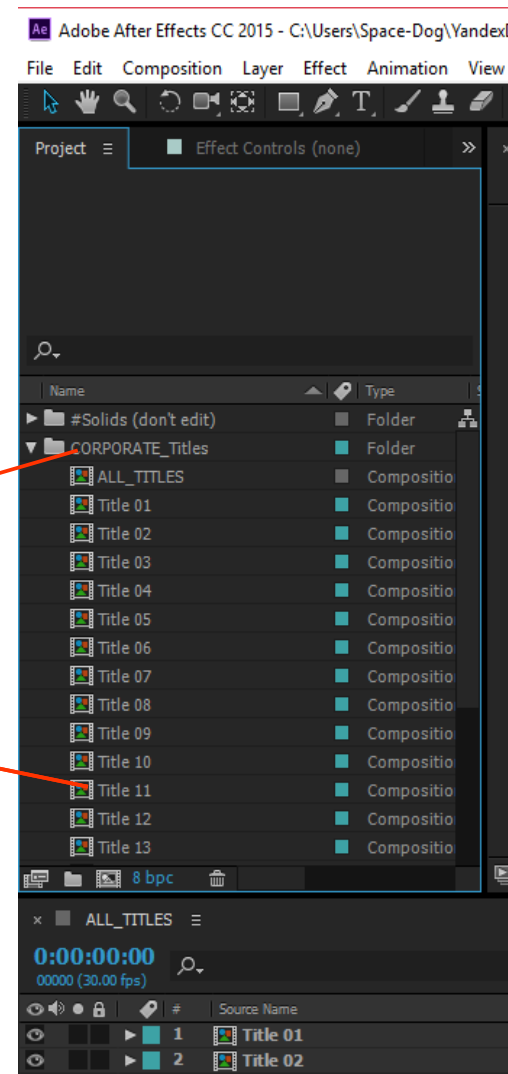 Ae Adobe After Effects CC 2015 - C:\Users\Space-Dog\Yandex
File Edit Composition Layer Effect Animation View
T
Project Effect Controls (none)
Name Type
#Solids (don't edit) Folder
CORPORATE_Titles Folder
ALL_TITLES Compositio
Title 01 Compositio
Title 02 Compositio
Title 03 Compositio
Title 04 Compositio
Title 05 Compositio
Title 06 Compositio
Title 07 Compositio
Title 08 Compositio
Title 09 Compositio
Title 10 Compositio
Title 11 Compositio
Title 12 Compositio
Title 13 Compositio
8 bpc
× ALL_TITLES
0:00:00:00
00000 (30.00 fps)
# Source Name
1 Title 01
2 Title 02